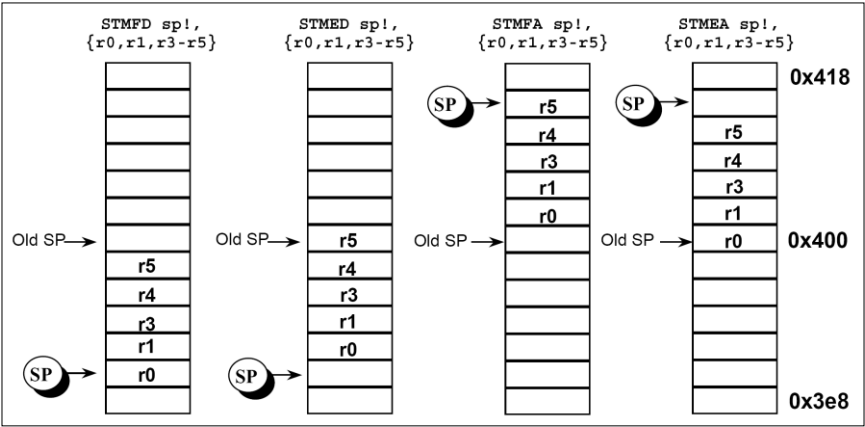 STMFD sp!,
{r0,r1,r3-r5}
SP
Old SP
r5
r4
r3
r1
r0
STMED sp!,
{r0,r1,r3-r5}
SP
Old SP
r5
r4
r3
r1
r0
STMFA sp!,
{r0,r1,r3-r5}
SP
r5
r4
r3
r1
r0
Old SP
STMEA sp!,
{r0,r1,r3-r5}
SP
r5
r4
r3
r1
Old SP
r0
0x418
0x400
0x3e8